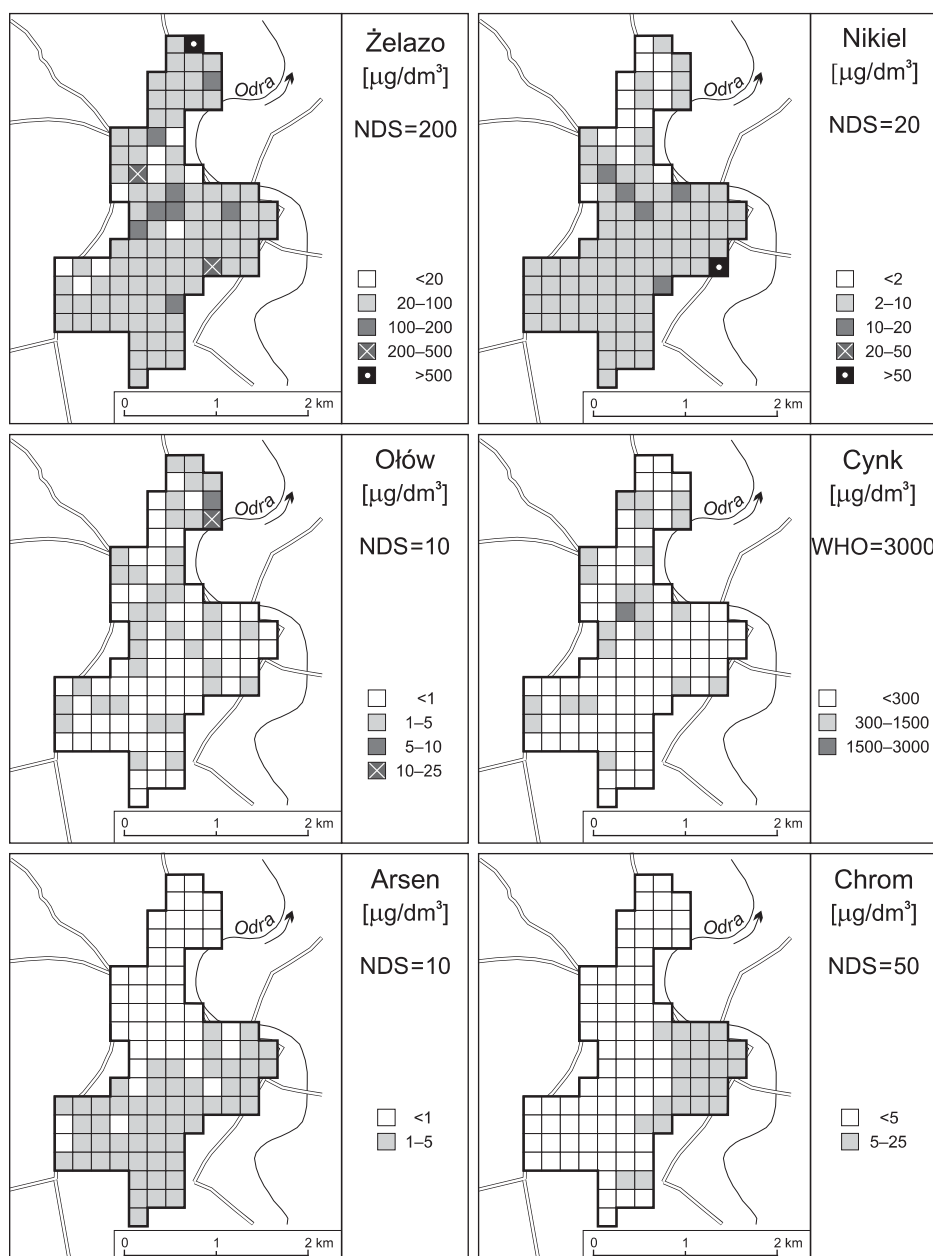 Żelazo
[µg/dm³]
NDS=200
Odra
<20
20–100
100–200
200–500
>500
0 1 2 km
Nikiel
[µg/dm³]
NDS=20
Odra
<2
2–10
10–20
20–50
>50
0 1 2 km
Ołów
[µg/dm³]
NDS=10
Odra
<1
1–5
5–10
10–25
0 1 2 km
Cynk
[µg/dm³]
WHO=3000
Odra
<300
300–1500
1500–3000
0 1 2 km
Arsen
[µg/dm³]
NDS=10
Odra
<1
1–5
0 1 2 km
Chrom
[µg/dm³]
NDS=50
Odra
<5
5–25
0 1 2 km